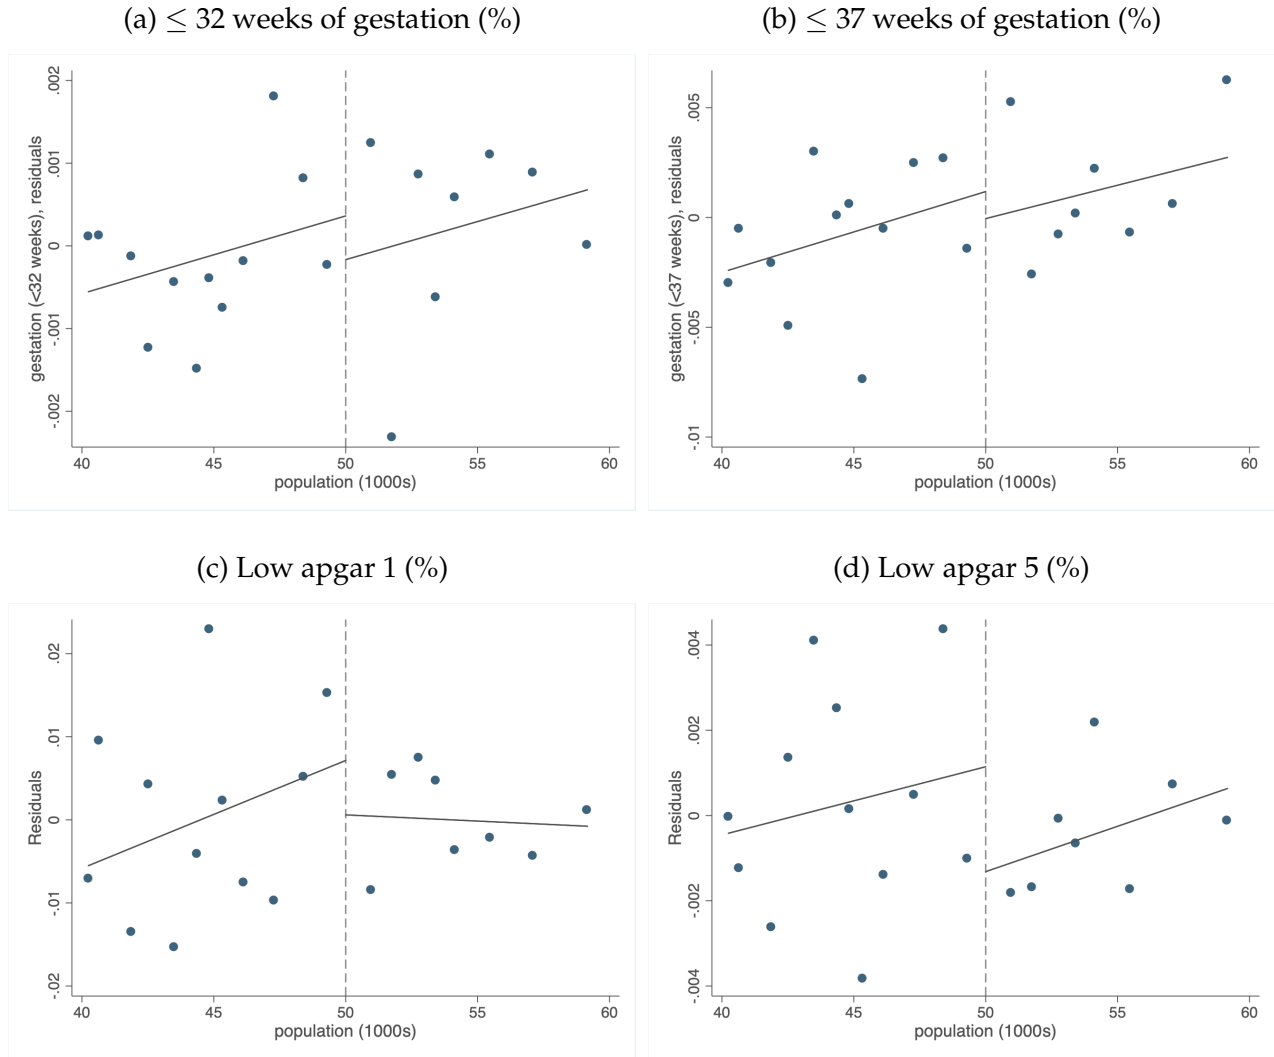 (a) ≤ 32 weeks of gestation (%)
gestation (<32 weeks), residuals
.002
.001
0
-.001
-.002
40 45 50 55 60
population (1000s)
(b) ≤ 37 weeks of gestation (%)
gestation (<37 weeks), residuals
.005
0
-.005
-.01
40 45 50 55 60
population (1000s)
(c) Low apgar 1 (%)
Residuals
.02
.01
0
-.01
-.02
40 45 50 55 60
population (1000s)
(d) Low apgar 5 (%)
Residuals
.004
.002
0
-.002
-.004
40 45 50 55 60
population (1000s)